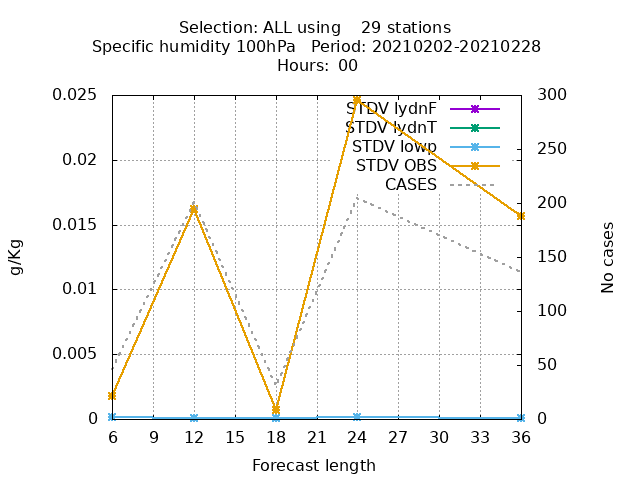 Selection: ALL using    29 stations
Specific humidity 100hPa   Period: 20210202-20210228
Hours: 00
0.025
0.02
0.015
0.01
0.005
0
g/Kg
STDV lydnF
STDV lydnT
STDV lowp
STDV OBS
CASES
300
250
200
150
100
50
0
No cases
6 9 12 15 18 21 24 27 30 33 36
Forecast length